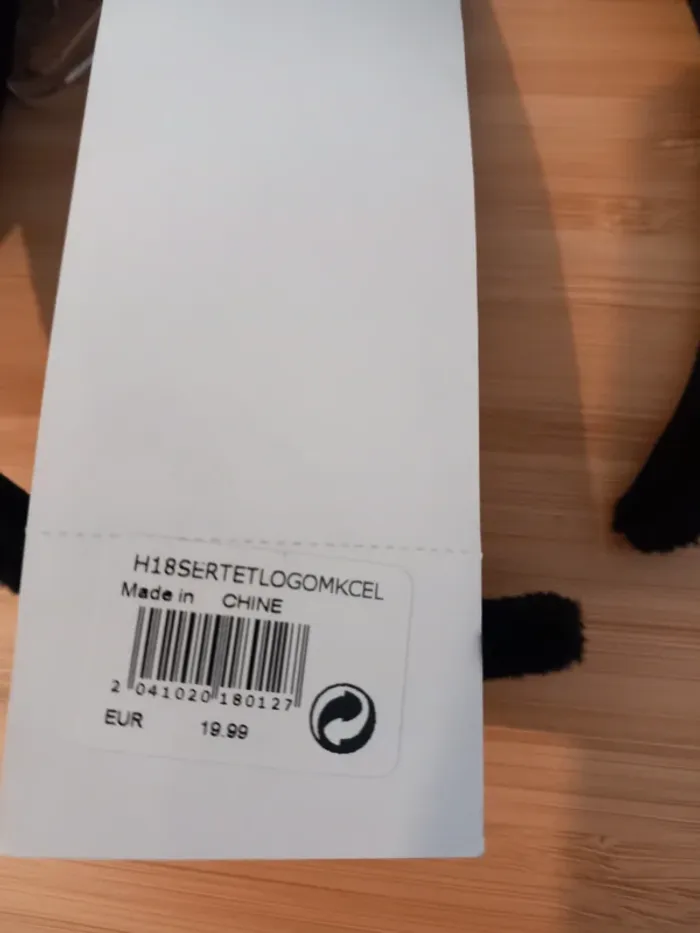 H18SERTETLOGOMKCEL
Made in CHINE
2 041020 180127
EUR 19.99